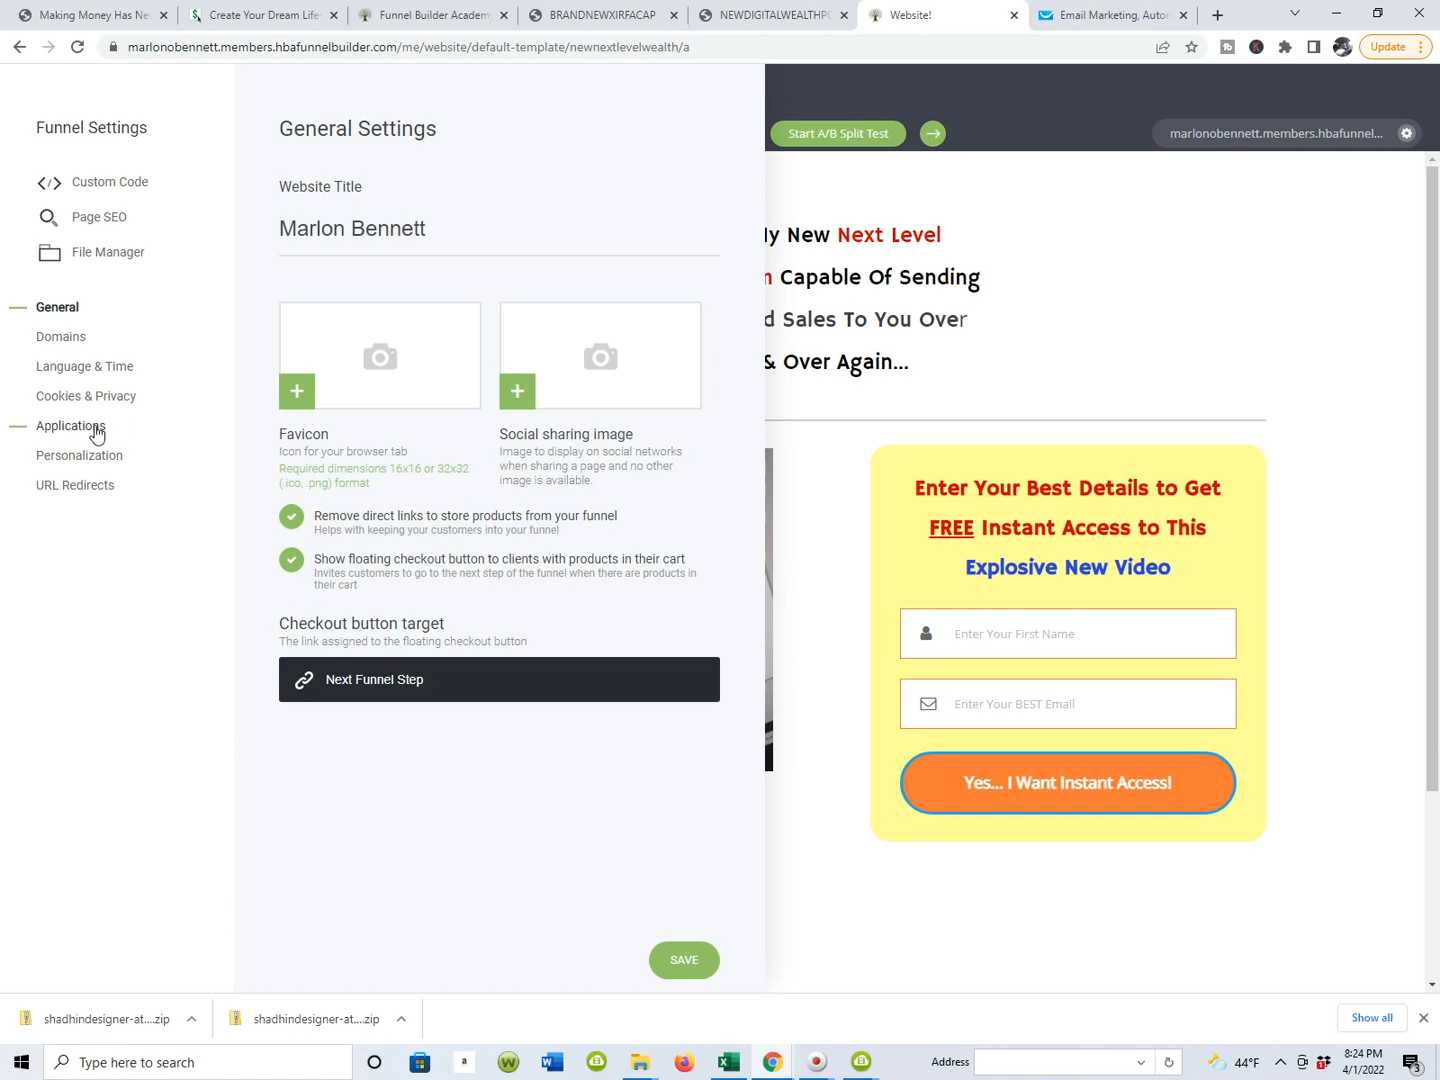 Making Money Has Ne
Create Your Dream Life
Funnel Builder Academ
BRANDNEWXIRFACAP
NEWDIGITALWEALTHPC
Website!
Email Marketing, Autor
marlonobennett.members.hbafunnelbuilder.com/me/website/default-template/newnextlevelwealth/a
Update
Funnel Settings
Custom Code
Page SEO
File Manager
General
Domains
Language & Time
Cookies & Privacy
Applications
Personalization
URL Redirects
General Settings
Website Title
Marlon Bennett
Favicon
Icon for your browser tab
Required dimensions 16x16 or 32x32
(.ico, .png) format
Social sharing image
Image to display on social networks
when sharing a page and no other
image is available.
Remove direct links to store products from your funnel
Helps with keeping your customers into your funnel
Show floating checkout button to clients with products in their cart
Invites customers to go to the next step of the funnel when there are products in
their cart
Checkout button target
The link assigned to the floating checkout button
Next Funnel Step
SAVE
Start A/B Split Test
marlonobennett.members.hbafunnel...
y New Next Level
Capable Of Sending
d Sales To You Over
& Over Again...
Enter Your Best Details to Get
FREE Instant Access to This
Explosive New Video
Enter Your First Name
Enter Your BEST Email
Yes... I Want Instant Access!
shadhindesigner-at....zip
shadhindesigner-at....zip
Show all
Type here to search
Address
44°F
8:24 PM
4/1/2022
3